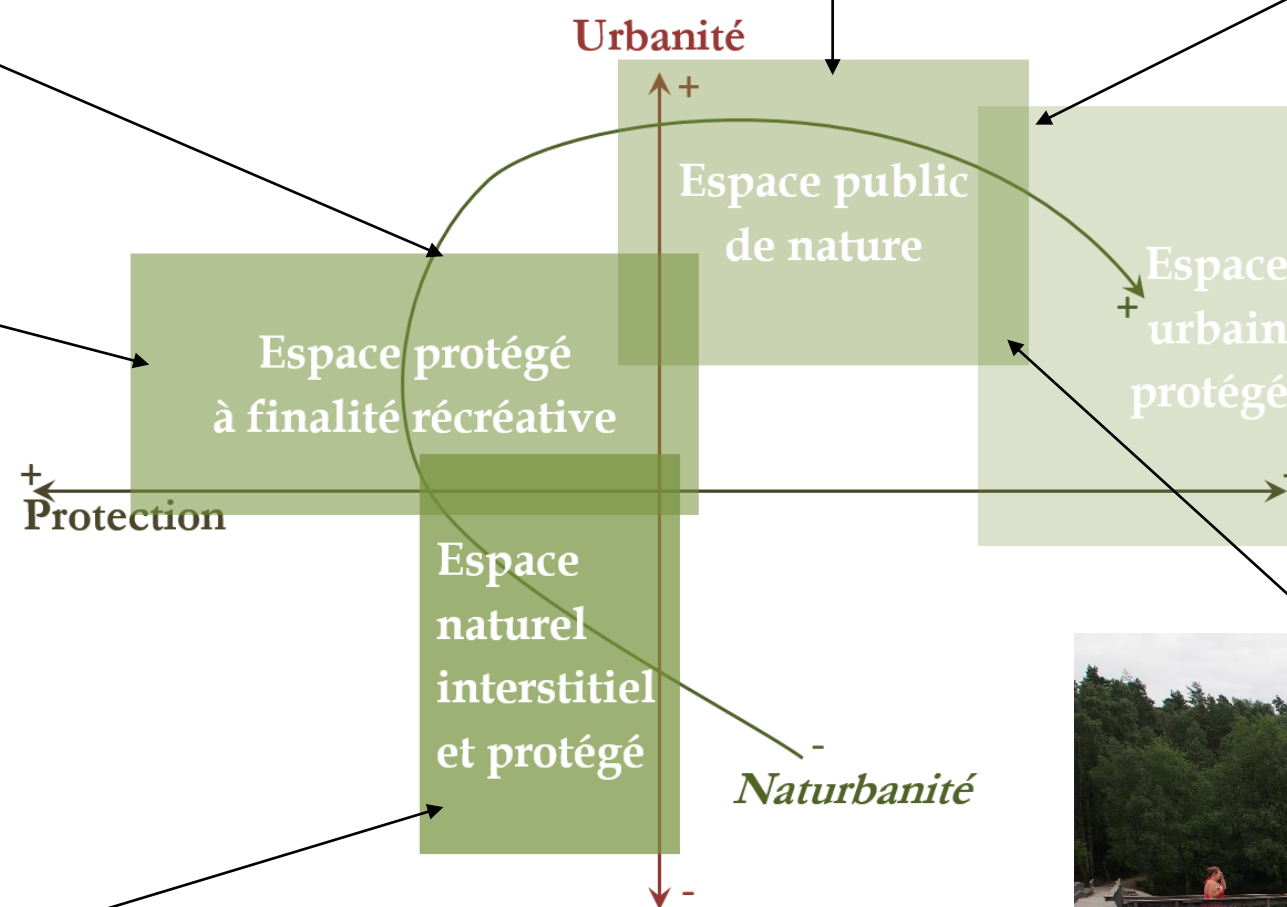 Urbanité
+
Espace public
de nature
Espace
urbain
protégé
+
Espace protégé
à finalité récréative
+
Protection
Espace
naturel
interstitiel
et protégé
-
Naturbanité
-